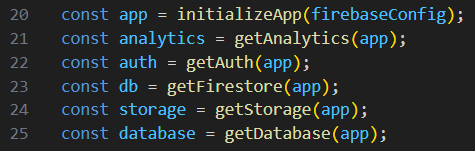 20 const app = initializeApp(firebaseConfig);
21 const analytics = getAnalytics(app);
22 const auth = getAuth(app);
23 const db = getFirestore(app);
24 const storage = getStorage(app);
25 const database = getDatabase(app);